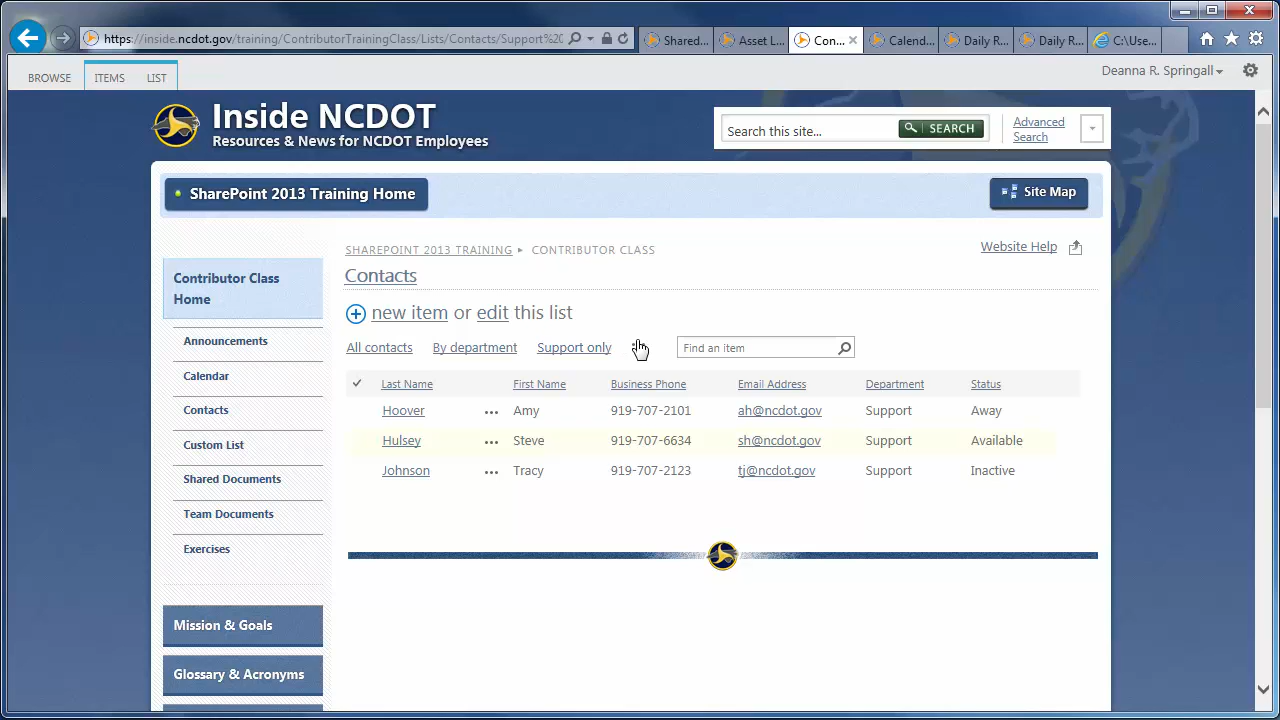 https://inside.ncdot.gov/training/ContributorTrainingClass/Lists/Contacts/Support%20
Shared...
Asset L...
Con...
Calend...
Daily R...
Daily R...
C:\Use...
BROWSE
ITEMS
LIST
Deanna R. Springall
Inside NCDOT
Resources & News for NCDOT Employees
Search this site...
SEARCH
Advanced
Search
SharePoint 2013 Training Home
Site Map
SHAREPOINT 2013 TRAINING ▸ CONTRIBUTOR CLASS
Website Help
Contacts
new item or edit this list
All contacts
By department
Support only
Find an item
Last Name First Name Business Phone Email Address Department Status
Hoover ... Amy 919-707-2101 ah@ncdot.gov Support Away
Hulsey ... Steve 919-707-6634 sh@ncdot.gov Support Available
Johnson ... Tracy 919-707-2123 tj@ncdot.gov Support Inactive
Contributor Class
Home
Announcements
Calendar
Contacts
Custom List
Shared Documents
Team Documents
Exercises
Mission & Goals
Glossary & Acronyms